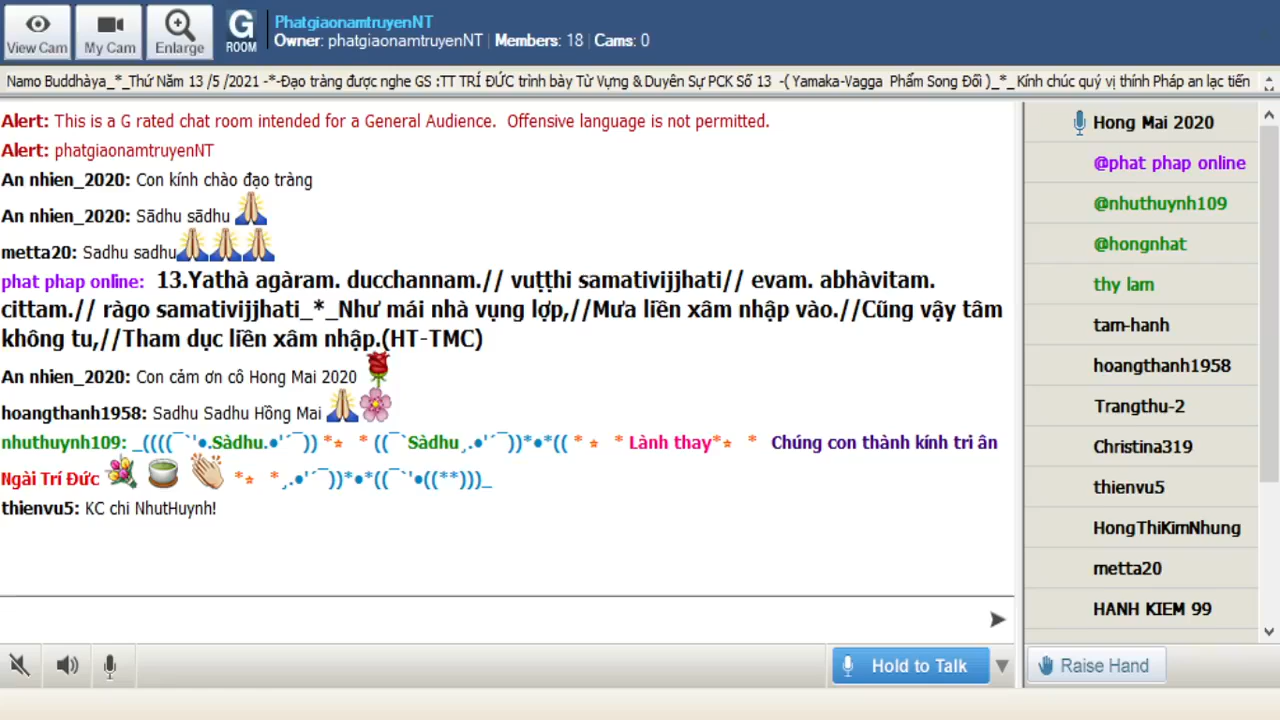 View Cam
My Cam
Enlarge
G
ROOM
PhatgiaonamtruyenNT
Owner: phatgiaonamtruyenNT | Members: 18 | Cams: 0
Namo Buddhàya_*_Thứ Năm 13 /5 /2021 -*-Đạo tràng được nghe GS :TT TRÍ ĐỨC trình bày Từ Vựng & Duyên Sự PCK Số 13 -( Yamaka-Vagga Phẩm Song Đối )_*_ Kính chúc quý vị thính Pháp an lạc tiến
Alert: This is a G rated chat room intended for a General Audience. Offensive language is not permitted.
Alert: phatgiaonamtruyenNT
An nhien_2020: Con kính chào đạo tràng
An nhien_2020: Sādhu sādhu
metta20: Sadhu sadhu
phat phap online: 13.Yathà agàram. ducchannam.// vuṭṭhi samativijjhati// evam. abhàvitam.
cittam.// ràgo samativijjhati_*_Như mái nhà vụng lợp,//Mưa liền xâm nhập vào.//Cũng vậy tâm
không tu,//Tham dục liền xâm nhập.(HT-TMC)
An nhien_2020: Con cảm ơn cô Hong Mai 2020
hoangthanh1958: Sadhu Sadhu Hồng Mai
nhuthuynh109: _((((¯`'•.Sàdhu.•'´¯)) *⭒ * ((¯`Sàdhu¸.•'´¯))*•*(( * ⭒ * Lành thay*⭒ * Chúng con thành kính tri ân
Ngài Trí Đức *⭒ *¸.•'´¯))*•*((¯`'•((**)))_
thienvu5: KC chi NhutHuynh!
Hong Mai 2020
@phat phap online
@nhuthuynh109
@hongnhat
thy lam
tam-hanh
hoangthanh1958
Trangthu-2
Christina319
thienvu5
HongThiKimNhung
metta20
HANH KIEM 99
Hold to Talk
Raise Hand